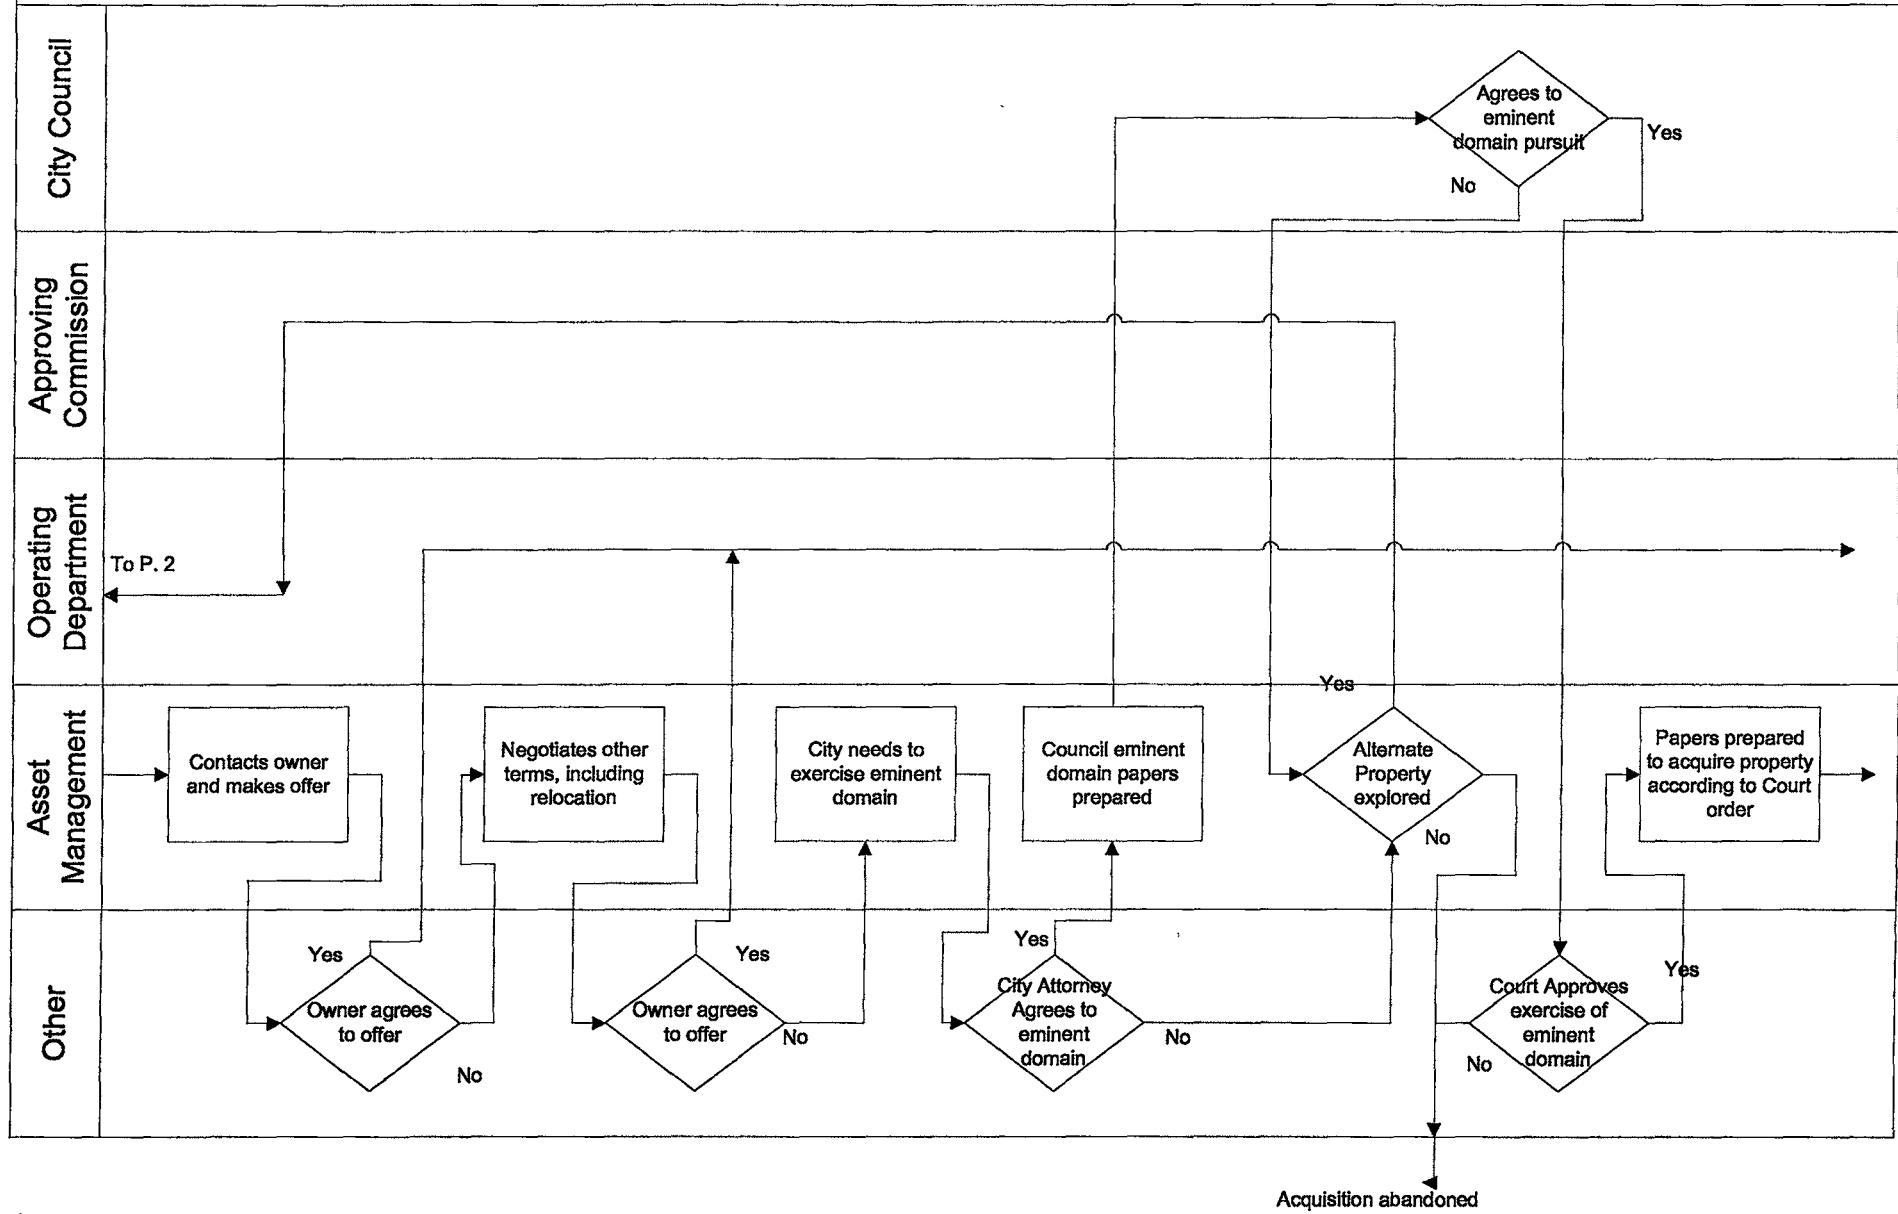 City Council
Agrees to
eminent
domain pursuit
Yes
No
Approving
Commission
Operating
Department
To P. 2
Asset
Management
Contacts owner
and makes offer
Negotiates other
terms, including
relocation
City needs to
exercise eminent
domain
Council eminent
domain papers
prepared
Yes
Alternate
Property
explored
No
Papers prepared
to acquire property
according to Court
order
Other
Yes
Owner agrees
to offer
No
Yes
Owner agrees
to offer
No
Yes
City Attorney
Agrees to
eminent
domain
No
Court Approves
exercise of
eminent
domain
Yes
No
Acquisition abandoned